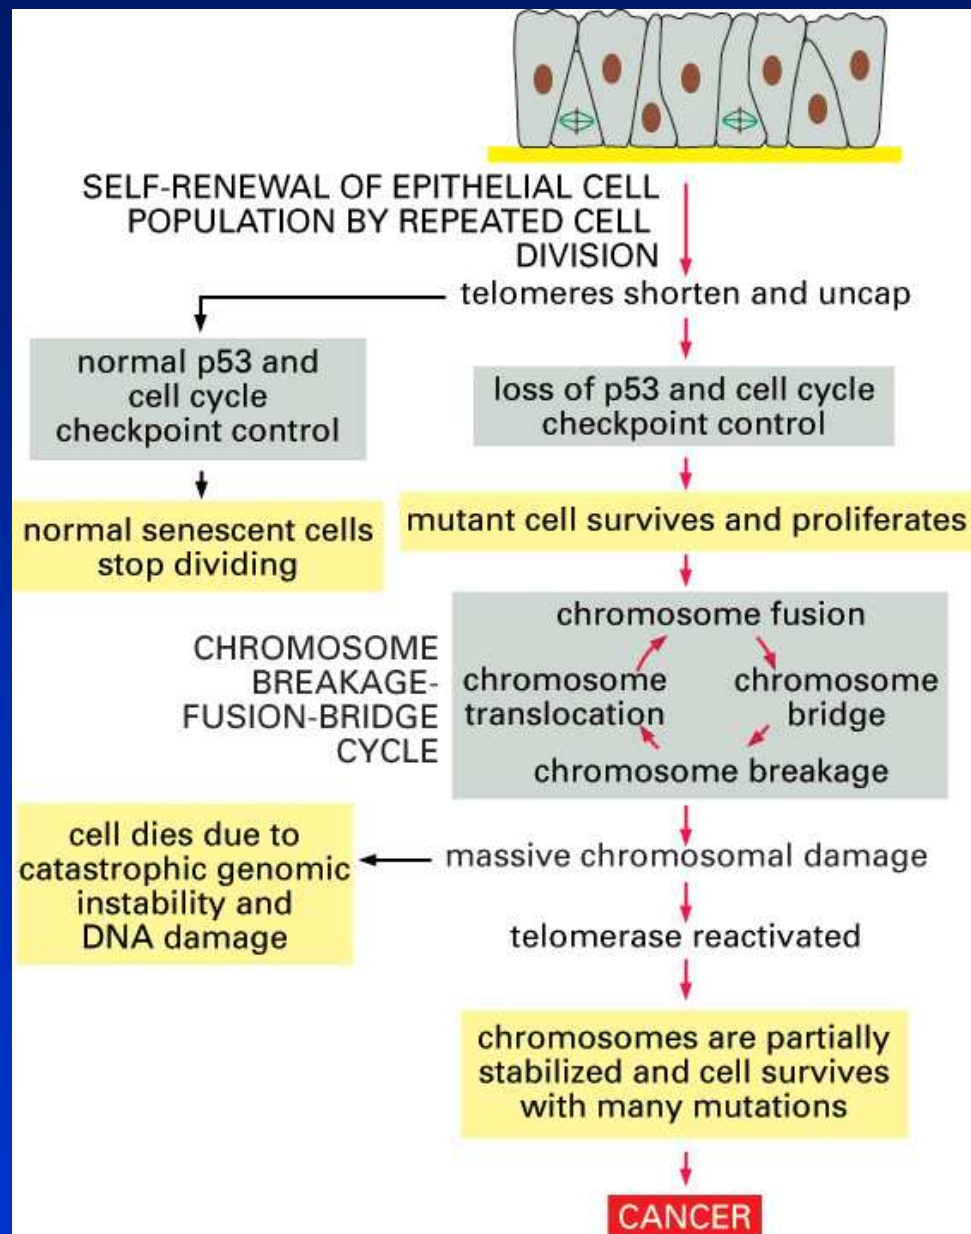 SELF-RENEWAL OF EPITHELIAL CELL
POPULATION BY REPEATED CELL
DIVISION
telomeres shorten and uncap
normal p53 and
cell cycle
checkpoint control
loss of p53 and cell cycle
checkpoint control
normal senescent cells
stop dividing
mutant cell survives and proliferates
CHROMOSOME
BREAKAGE-
FUSION-BRIDGE
CYCLE
chromosome fusion
chromosome
translocation
chromosome
bridge
chromosome breakage
cell dies due to
catastrophic genomic
instability and
DNA damage
massive chromosomal damage
telomerase reactivated
chromosomes are partially
stabilized and cell survives
with many mutations
CANCER